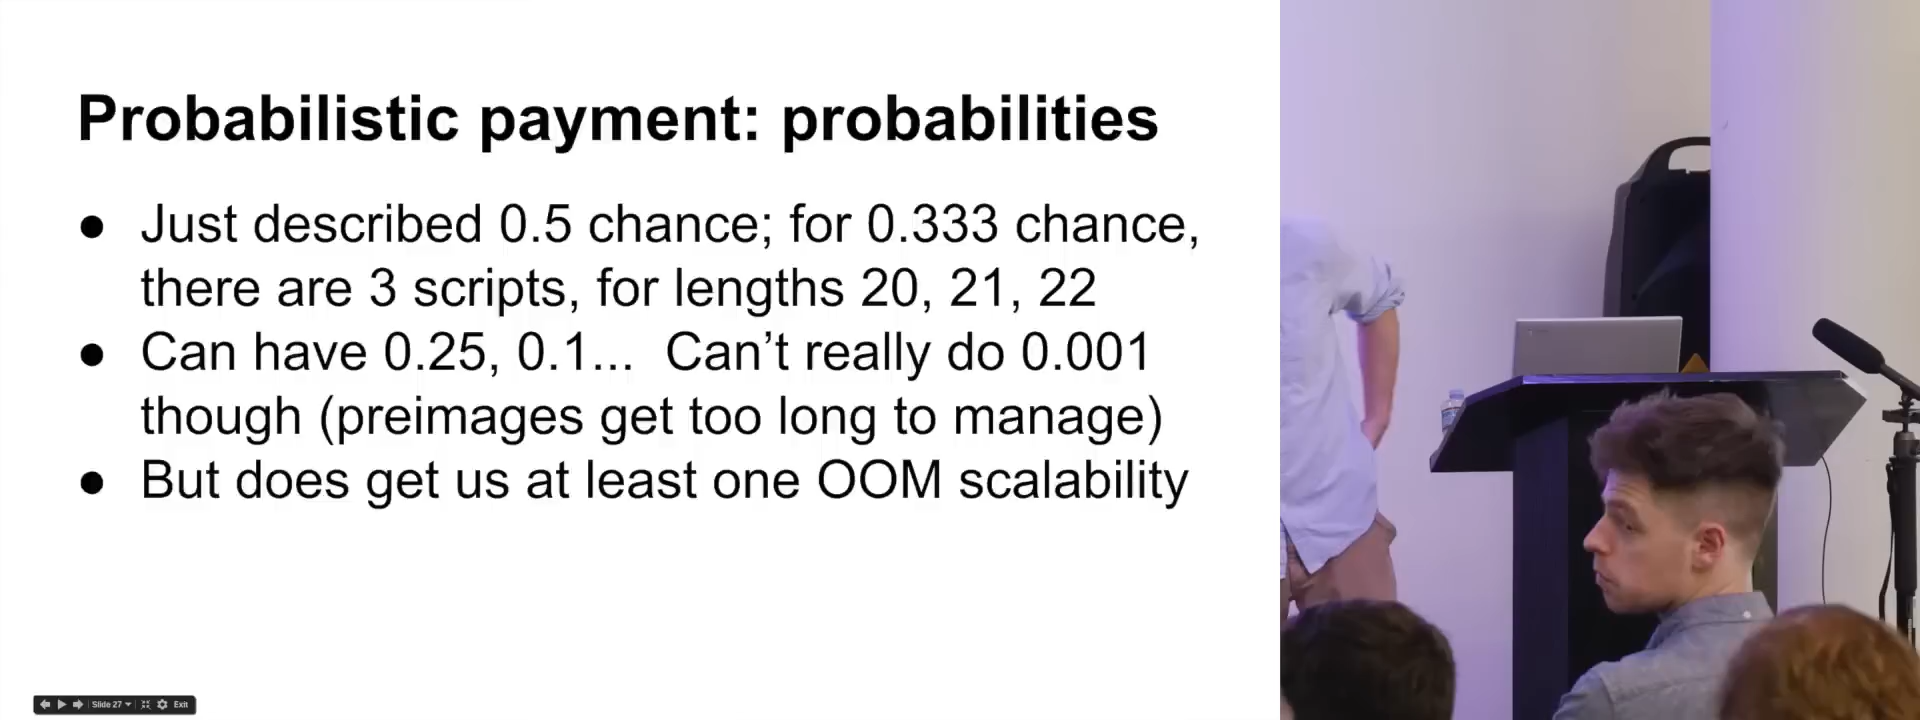 Probabilistic payment: probabilities
● Just described 0.5 chance; for 0.333 chance,
there are 3 scripts, for lengths 20, 21, 22
● Can have 0.25, 0.1... Can’t really do 0.001
though (preimages get too long to manage)
● But does get us at least one OOM scalability
Slide 27
Exit